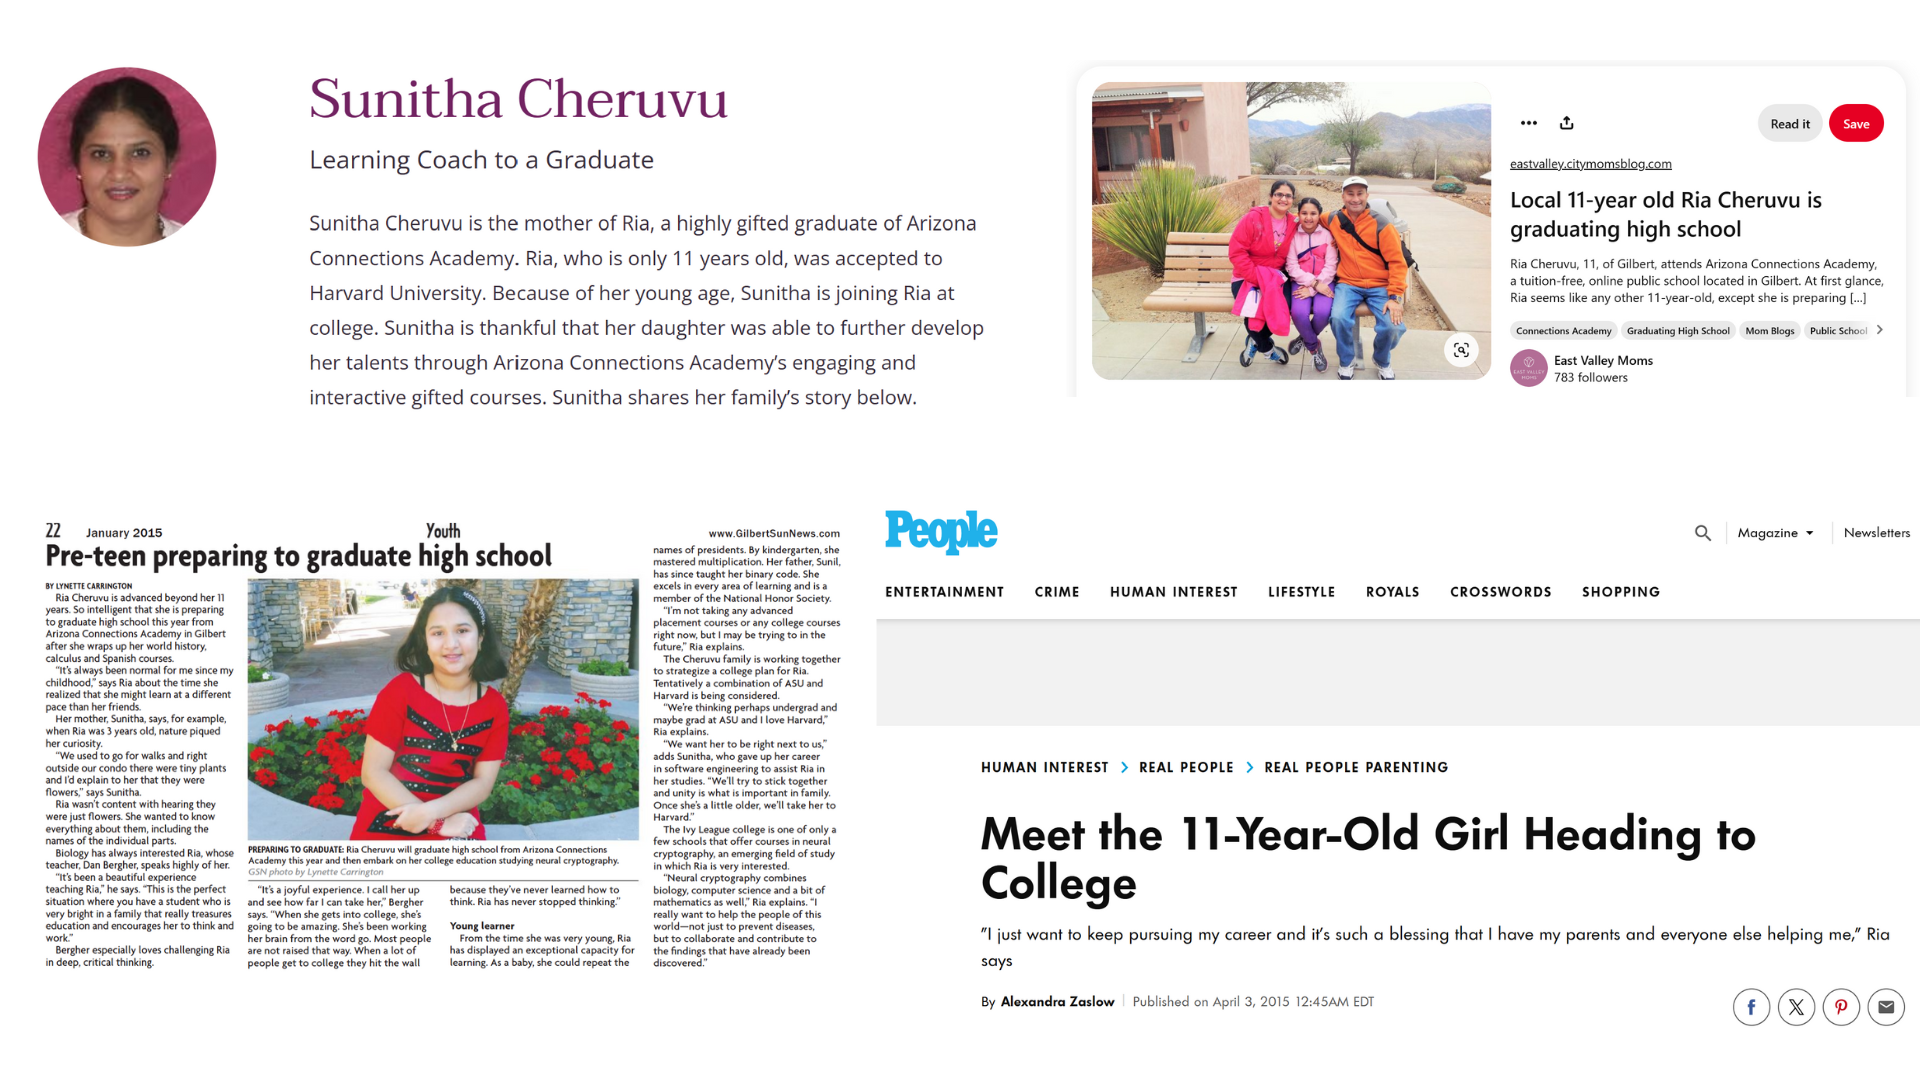 Sunitha Cheruvu
Learning Coach to a Graduate
Sunitha Cheruvu is the mother of Ria, a highly gifted graduate of Arizona
Connections Academy. Ria, who is only 11 years old, was accepted to
Harvard University. Because of her young age, Sunitha is joining Ria at
college. Sunitha is thankful that her daughter was able to further develop
her talents through Arizona Connections Academy's engaging and
interactive gifted courses. Sunitha shares her family's story below.
Read it
Save
eastvalley.citymomsblog.com
Local 11-year old Ria Cheruvu is
graduating high school
Ria Cheruvu, 11, of Gilbert, attends Arizona Connections Academy,
a tuition-free, online public school located in Gilbert. At first glance,
Ria seems like any other 11-year-old, except she is preparing [...]
Connections Academy
Graduating High School
Mom Blogs
Public School
EAST VALLEY
MOMS
East Valley Moms
783 followers
22 January 2015
Youth
www.GilbertSunNews.com
Pre-teen preparing to graduate high school
BY LYNETTE CARRINGTON
Ria Cheruvu is advanced beyond her 11
years. So intelligent that she is preparing
to graduate high school this year from
Arizona Connections Academy in Gilbert
after she wraps up her world history,
calculus and Spanish courses.
"It's always been normal for me since my
childhood," says Ria about the time she
realized that she might learn at a different
pace than her friends.
Her mother, Sunitha, says, for example,
when Ria was 3 years old, nature piqued
her curiosity.
"We used to go for walks and right
outside our condo there were tiny plants
and I'd explain to her that they were
flowers," says Sunitha.
Ria wasn't content with hearing they
were just flowers. She wanted to know
everything about them, including the
names of the individual parts.
Biology has always interested Ria, whose
teacher, Dan Bergher, speaks highly of her.
"It's been a beautiful experience
teaching Ria," he says. "This is the perfect
situation where you have a student who is
very bright in a family that really treasures
education and encourages her to think and
work."
Bergher especially loves challenging Ria
in deep, critical thinking.
PREPARING TO GRADUATE: Ria Cheruvu will graduate high school from Arizona Connections
Academy this year and then embark on her college education studying neural cryptography.
GSN photo by Lynette Carrington
"It's a joyful experience. I call her up
and see how far I can take her," Bergher
says. "When she gets into college, she's
going to be amazing. She's been working
her brain from the word go. Most people
are not raised that way. When a lot of
people get to college they hit the wall
because they've never learned how to
think. Ria has never stopped thinking."
Young learner
From the time she was very young, Ria
has displayed an exceptional capacity for
learning. As a baby, she could repeat the
names of presidents. By kindergarten, she
mastered multiplication. Her father, Sunil,
has since taught her binary code. She
excels in every area of learning and is a
member of the National Honor Society.
"I'm not taking any advanced
placement courses or any college courses
right now, but I may be trying to in the
future," Ria explains.
The Cheruvu family is working together
to strategize a college plan for Ria.
Tentatively a combination of ASU and
Harvard is being considered.
"We're thinking perhaps undergrad and
maybe grad at ASU and I love Harvard,"
Ria explains.
"We want her to be right next to us,"
adds Sunitha, who gave up her career
in software engineering to assist Ria in
her studies. "We'll try to stick together
and unity is what is important in family.
Once she's a little older, we'll take her to
Harvard."
The Ivy League college is one of only a
few schools that offer courses in neural
cryptography, an emerging field of study
in which Ria is very interested.
"Neural cryptography combines
biology, computer science and a bit of
mathematics as well," Ria explains. "I
really want to help the people of this
world—not just to prevent diseases,
but to collaborate and contribute to
the findings that have already been
discovered."
People
Magazine
Newsletters
ENTERTAINMENT CRIME HUMAN INTEREST LIFESTYLE ROYALS CROSSWORDS SHOPPING
HUMAN INTEREST > REAL PEOPLE > REAL PEOPLE PARENTING
Meet the 11-Year-Old Girl Heading to
College
"I just want to keep pursuing my career and it's such a blessing that I have my parents and everyone else helping me," Ria
says
By Alexandra Zaslow | Published on April 3, 2015 12:45AM EDT